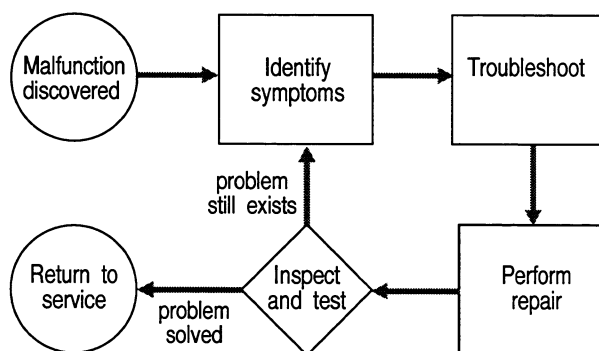 Malfunction
discovered
Identify
symptoms
Troubleshoot
problem
still exists
Return to
service
problem
solved
Inspect
and test
Perform
repair